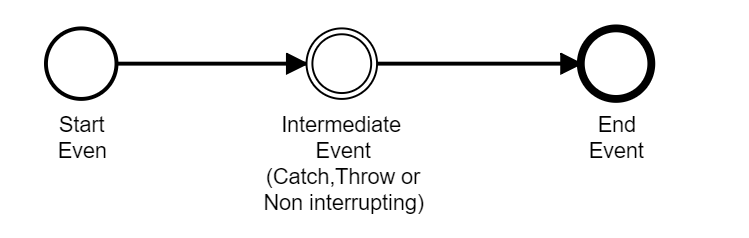 Start
Even
Intermediate
Event
(Catch,Throw or
Non interrupting)
End
Event